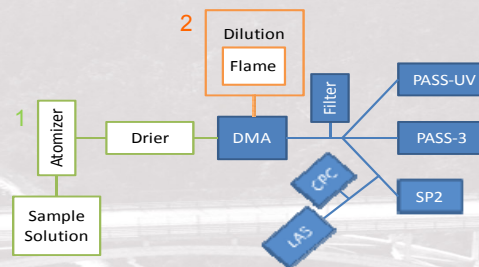 2
Dilution
Flame
1
Atomizer
Drier
DMA
Filter
PASS-UV
PASS-3
SP2
CPC
LAS
Sample
Solution